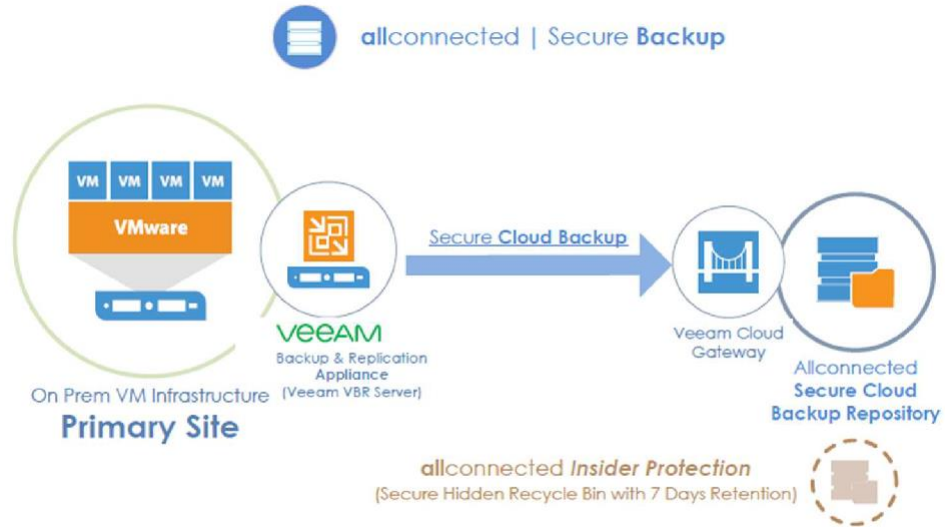 allconnected | Secure Backup
VM VM VM VM
VMware
Secure Cloud Backup
veeAM
Backup & Replication
Appliance
(Veeam VBR Server)
On Prem VM Infrastructure
Primary Site
Veeam Cloud
Gateway
Allconnected
Secure Cloud
Backup Repository
allconnected Insider Protection
(Secure Hidden Recycle Bin with 7 Days Retention)